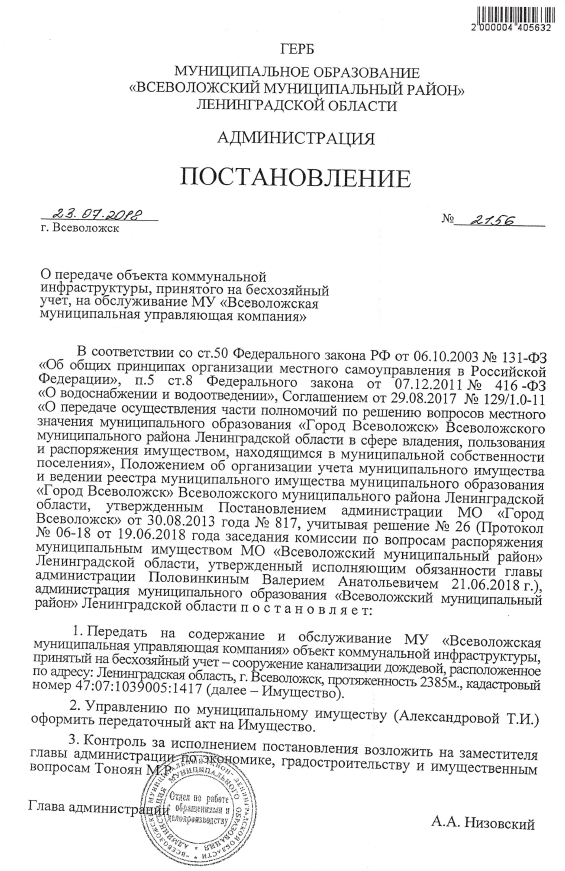 2 000004 405632
ГЕРБ
МУНИЦИПАЛЬНОЕ ОБРАЗОВАНИЕ
«ВСЕВОЛОЖСКИЙ МУНИЦИПАЛЬНЫЙ РАЙОН»
ЛЕНИНГРАДСКОЙ ОБЛАСТИ
АДМИНИСТРАЦИЯ
ПОСТАНОВЛЕНИЕ
23.07.2018 № 2156
г. Всеволожск
О передаче объекта коммунальной
инфраструктуры, принятого на бесхозяйный
учет, на обслуживание МУ «Всеволожская
муниципальная управляющая компания»
В соответствии со ст.50 Федерального закона РФ от 06.10.2003 № 131-ФЗ
«Об общих принципах организации местного самоуправления в Российской
Федерации», п.5 ст.8 Федерального закона от 07.12.2011 № 416 -ФЗ
«О водоснабжении и водоотведении», Соглашением от 29.08.2017 № 129/1.0-11
«О передаче осуществления части полномочий по решению вопросов местного
значения муниципального образования «Город Всеволожск» Всеволожского
муниципального района Ленинградской области в сфере владения, пользования
и распоряжения имуществом, находящимся в муниципальной собственности
поселения», Положением об организации учета муниципального имущества
и ведении реестра муниципального имущества муниципального образования
«Город Всеволожск» Всеволожского муниципального района Ленинградской
области, утвержденным Постановлением администрации МО «Город
Всеволожск» от 30.08.2013 года № 817, учитывая решение № 26 (Протокол
№ 06-18 от 19.06.2018 года заседания комиссии по вопросам распоряжения
муниципальным имуществом МО «Всеволожский муниципальный район»
Ленинградской области, утвержденный исполняющим обязанности главы
администрации Половинкиным Валерием Анатольевичем 21.06.2018 г.),
администрация муниципального образования «Всеволожский муниципальный
район» Ленинградской области п о с т а н о в л я е т:
1. Передать на содержание и обслуживание МУ «Всеволожская
муниципальная управляющая компания» объект коммунальной инфраструктуры,
принятый на бесхозяйный учет – сооружение канализации дождевой, расположенное
по адресу: Ленинградская область, г. Всеволожск, протяженность 2385м., кадастровый
номер 47:07:1039005:1417 (далее – Имущество).
2. Управлению по муниципальному имуществу (Александровой Т.И.)
оформить передаточный акт на Имущество.
3. Контроль за исполнением постановления возложить на заместителя
главы администрации по экономике, градостроительству и имущественным
вопросам Тоноян М.Р.
Отдел по работе
с обращениями и
делопроизводству
Глава администрации
А.А. Низовский